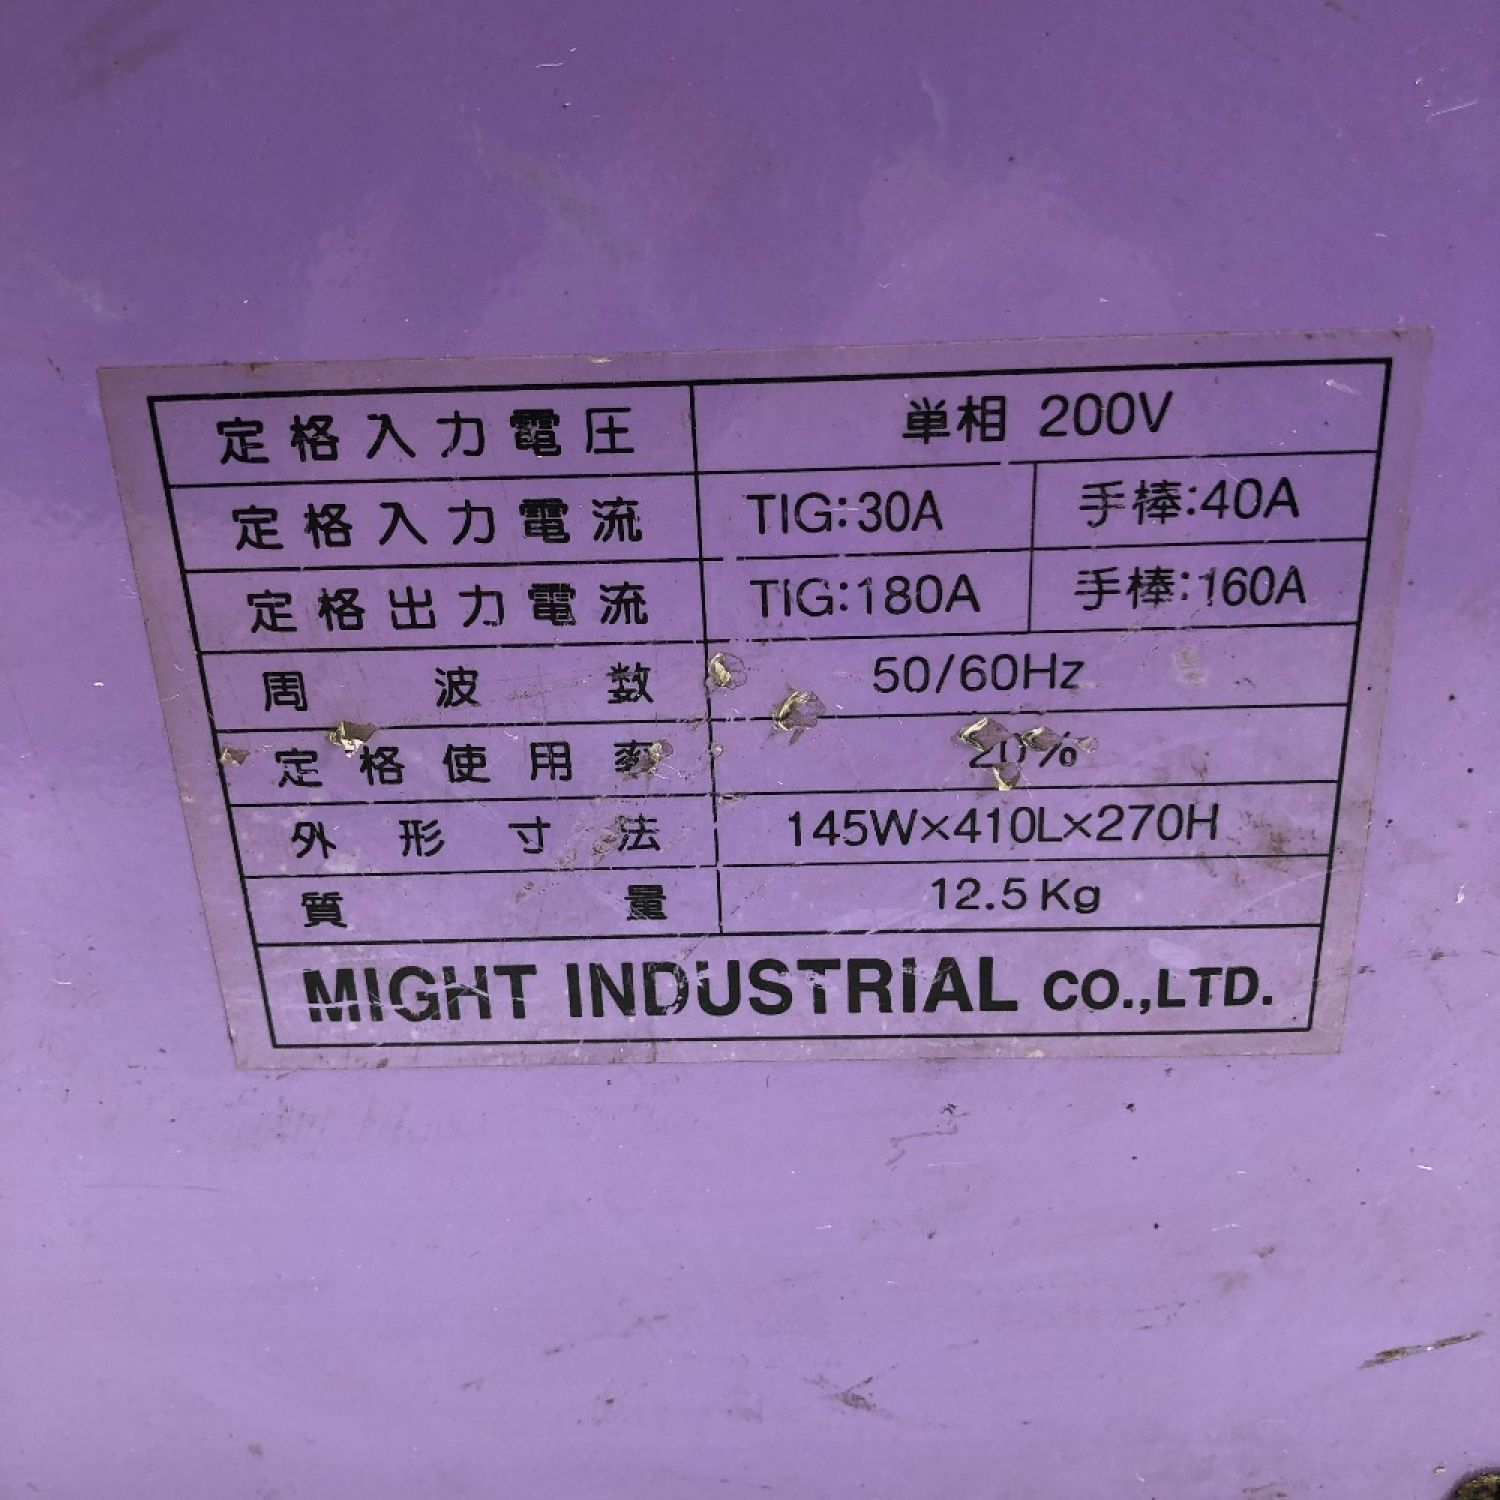 定格入力電圧 単相 200V
定格入力電流 TIG:30A 手棒:40A
定格出力電流 TIG:180A 手棒:160A
周波数 50/60Hz
定格使用率 20%
外形寸法 145W×410L×270H
質量 12.5Kg
MIGHT INDUSTRIAL CO.,LTD.